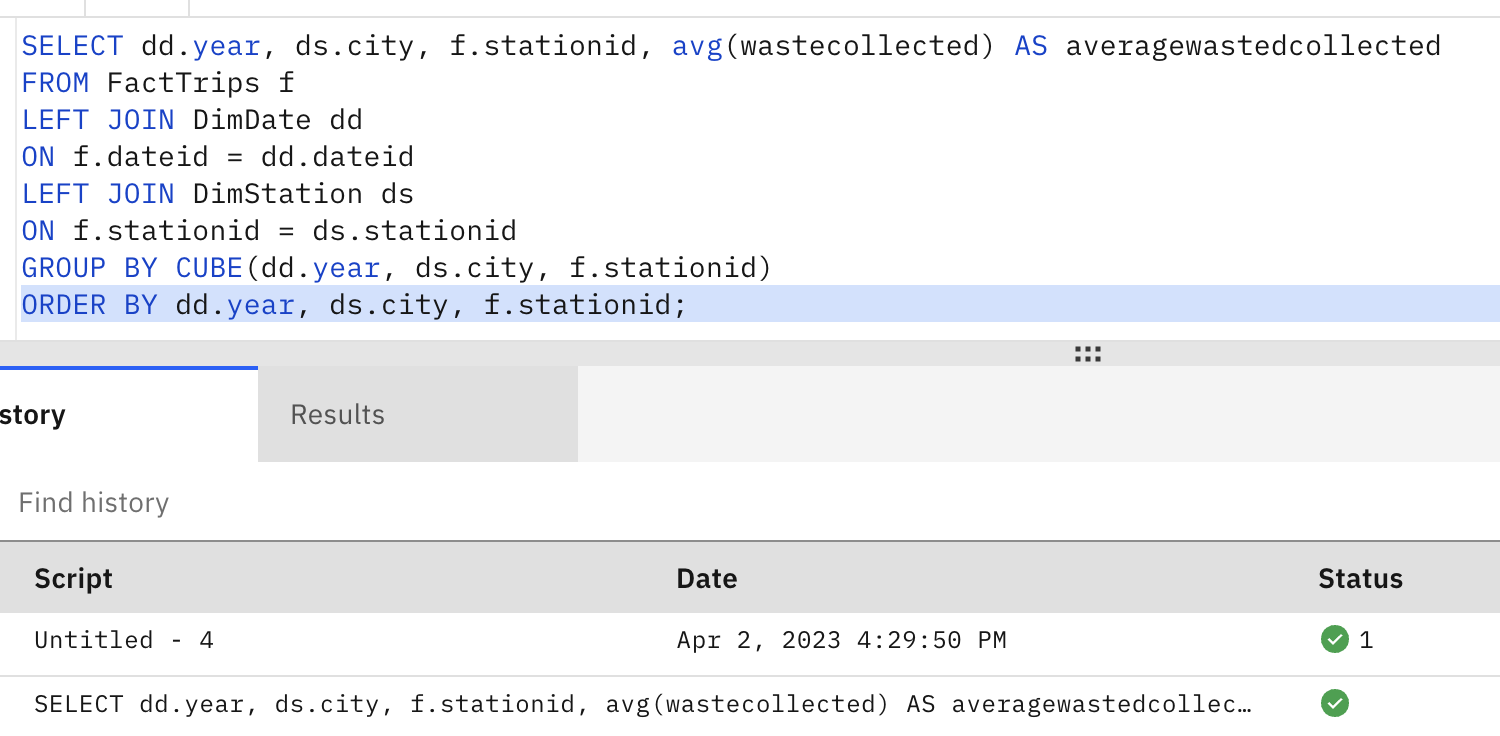 SELECT dd.year, ds.city, f.stationid, avg(wastecollected) AS averagewastedcollected
FROM FactTrips f
LEFT JOIN DimDate dd
ON f.dateid = dd.dateid
LEFT JOIN DimStation ds
ON f.stationid = ds.stationid
GROUP BY CUBE(dd.year, ds.city, f.stationid)
ORDER BY dd.year, ds.city, f.stationid;
story Results
Find history
Script Date Status
Untitled - 4 Apr 2, 2023 4:29:50 PM 1
SELECT dd.year, ds.city, f.stationid, avg(wastecollected) AS averagewastedcollec…